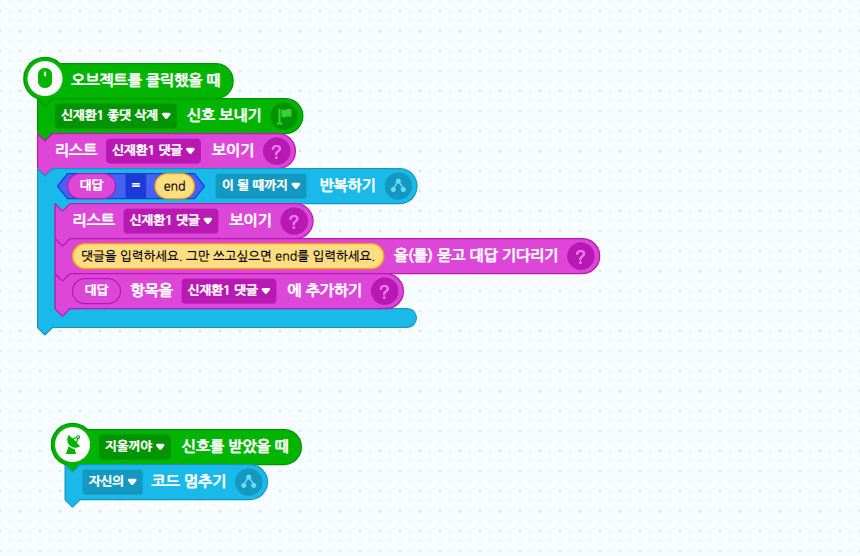 오브젝트를 클릭했을 때
신재환1 좋댓 삭제 신호 보내기
리스트 신재환1 댓글 보이기 ?
대답 = end 이 될 때까지 반복하기
리스트 신재환1 댓글 보이기 ?
댓글을 입력하세요. 그만 쓰고싶으면 end를 입력하세요. 을(를) 묻고 대답 기다리기 ?
대답 항목을 신재환1 댓글 에 추가하기 ?
지울꺼야 신호를 받았을 때
자신의 코드 멈추기